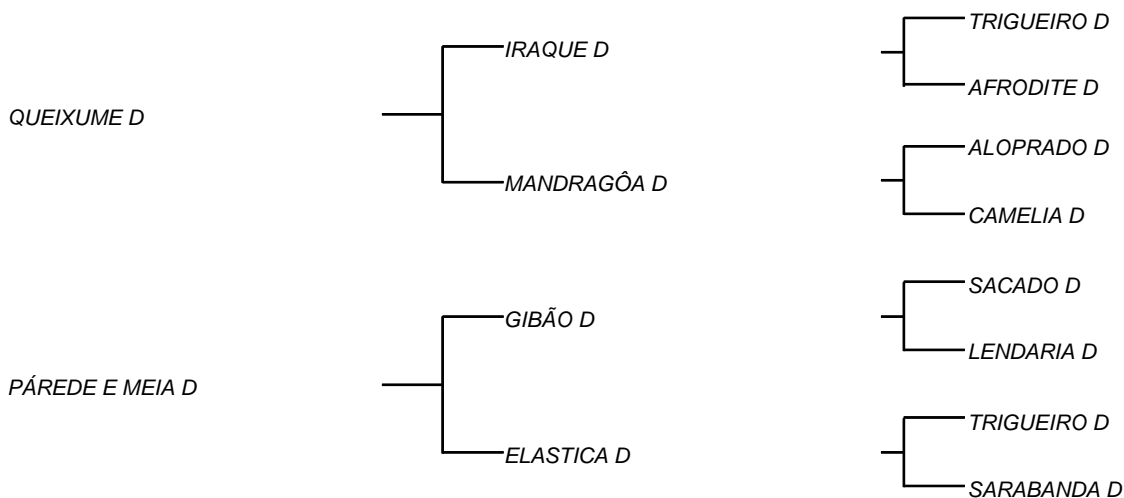 TRIGUEIRO D
IRAQUE D
AFRODITE D
QUEIXUME D
ALOPRADO D
MANDRAGÔA D
CAMELIA D
SACADO D
GIBÃO D
LENDARIA D
PÁREDE E MEIA D
TRIGUEIRO D
ELASTICA D
SARABANDA D